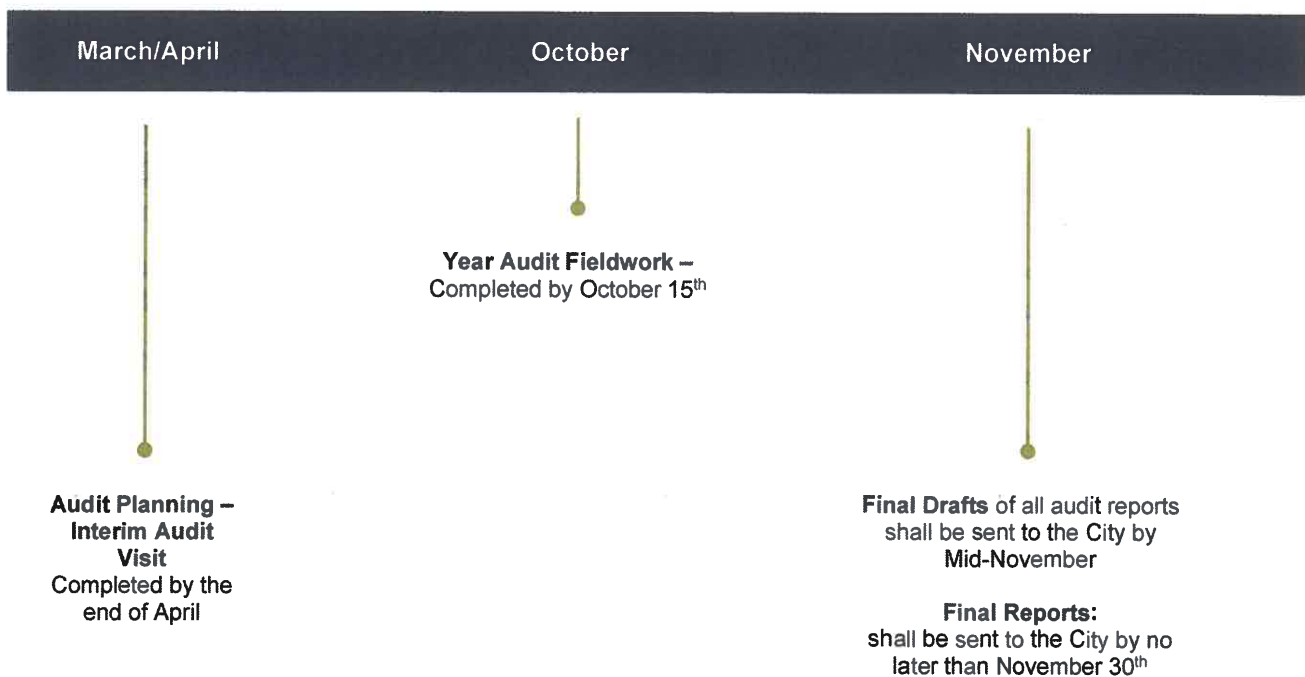 March/April
October
November
Year Audit Fieldwork –
Completed by October 15th
Audit Planning –
Interim Audit
Visit
Completed by the
end of April
Final Drafts of all audit reports
shall be sent to the City by
Mid-November
Final Reports:
shall be sent to the City by no
later than November 30th